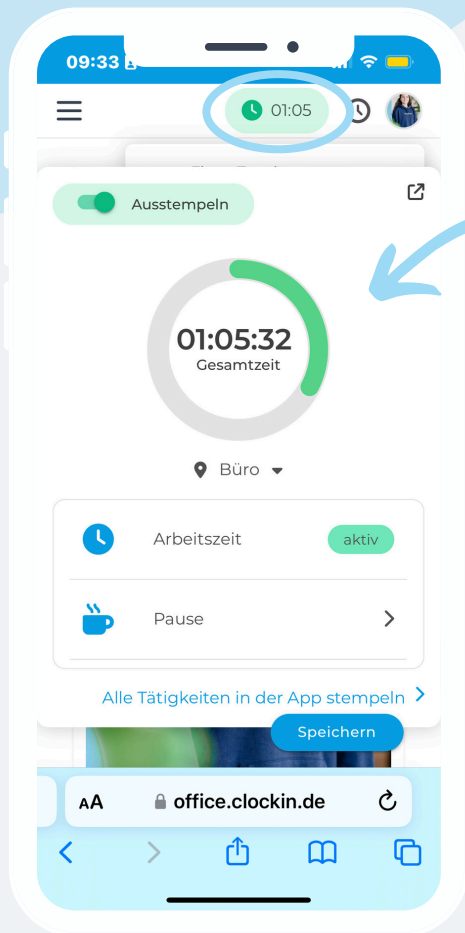 09:33
01:05
Ausstempeln
01:05:32
Gesamtzeit
Büro
Arbeitszeit
aktiv
Pause
Alle Tätigkeiten in der App stempeln
Speichern
AA
office.clockin.de